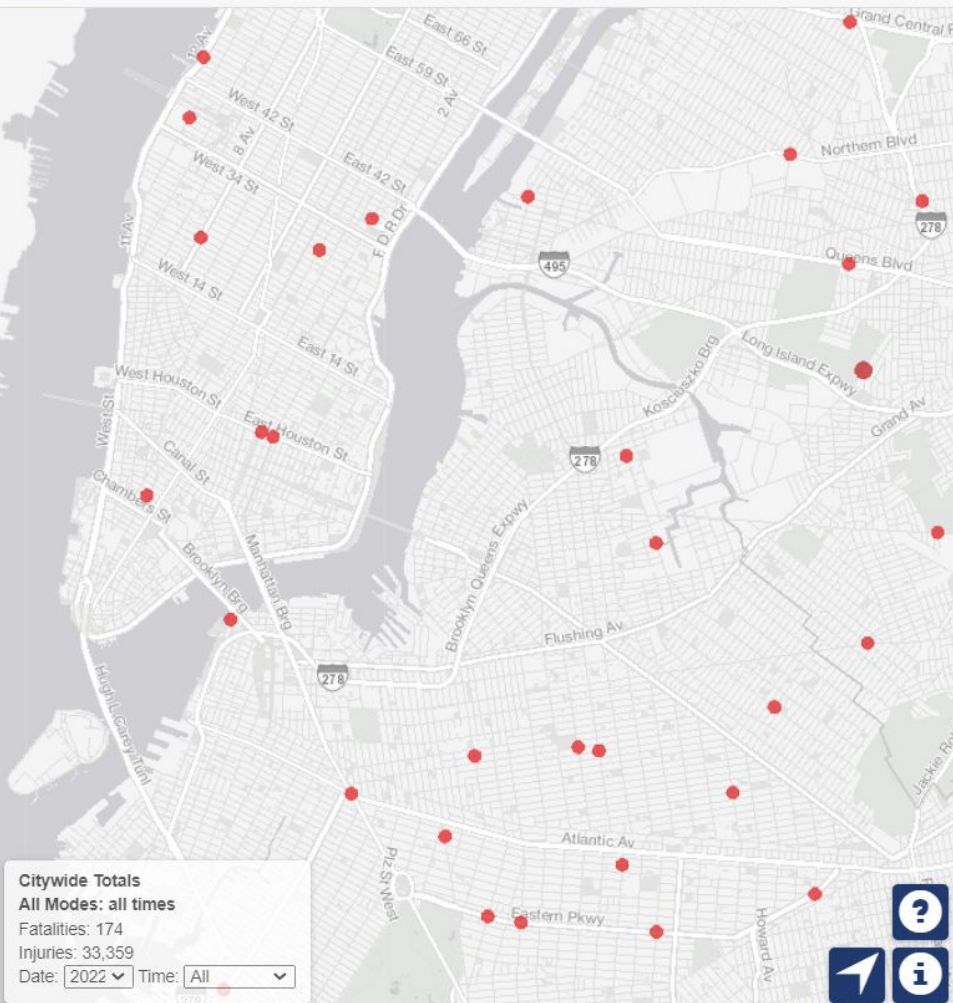 Grand Central
12 Av
East 66 St
East 59 St
2 Av
West 42 St
8 Av
Northern Blvd
West 34 St
East 42 St
11 Av
F D R Dr
278
495
Queens Blvd
West 14 St
East 14 St
Kosciuszko Brg
Long Island Expwy
West Houston St
West St
East Houston St
Grand Av
Canal St
278
Chambers St
Brooklyn Brg
Manhattan Brg
Brooklyn Queens Expwy
Flushing Av
278
Hugh L Carey Tunl
Jackie
Atlantic Av
Plz St West
Eastern Pkwy
Howard Av
Citywide Totals
All Modes: all times
Fatalities: 174
Injuries: 33,359
Date: 2022 Time: All
278
?
i